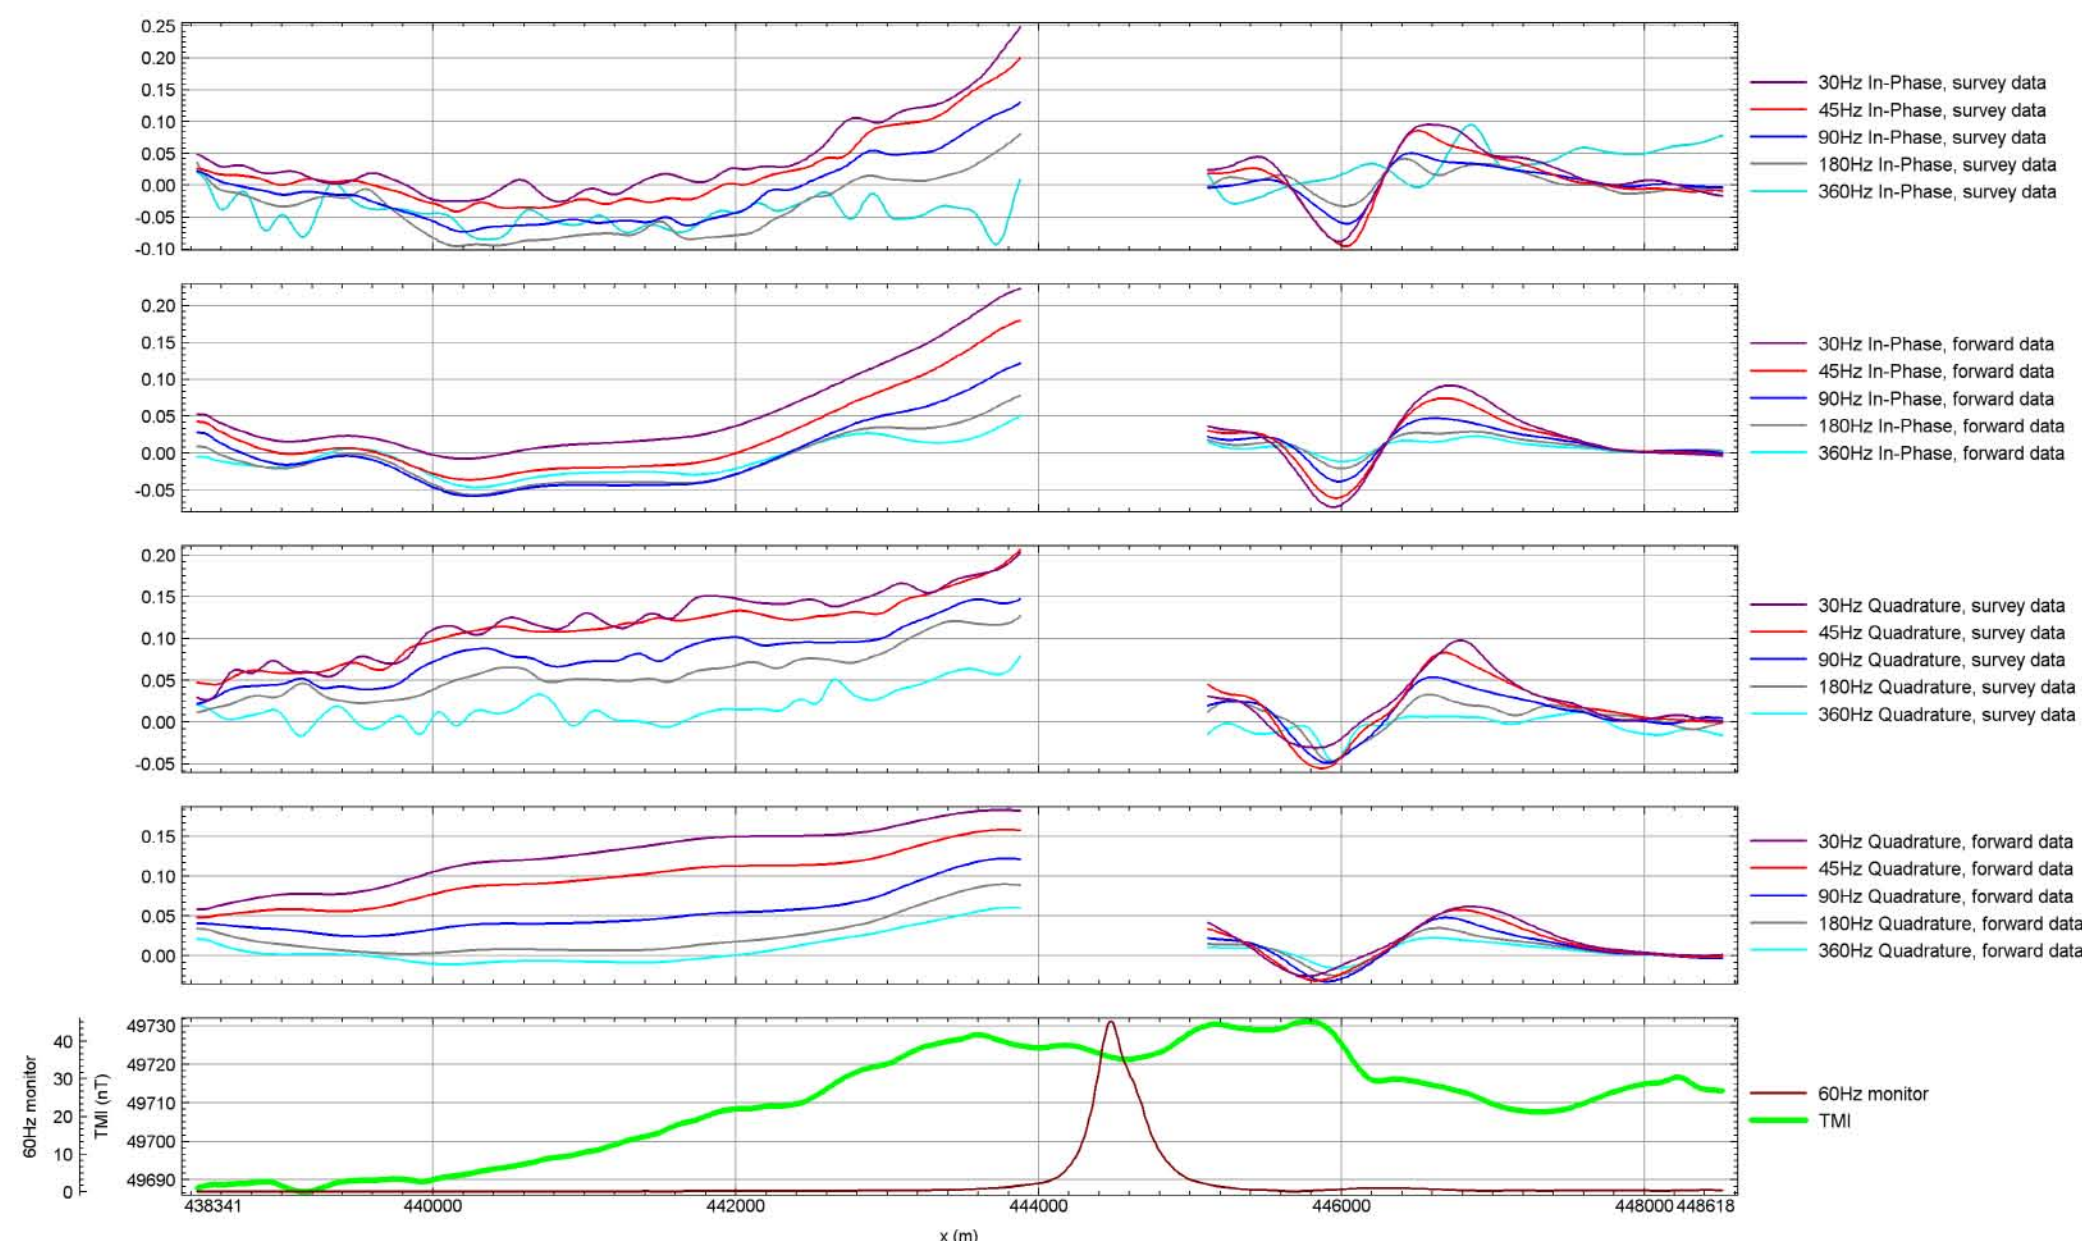 0.25
0.20
0.15
0.10
0.05
0.00
-0.05
-0.10
30Hz In-Phase, survey data
45Hz In-Phase, survey data
90Hz In-Phase, survey data
180Hz In-Phase, survey data
360Hz In-Phase, survey data
0.20
0.15
0.10
0.05
0.00
-0.05
30Hz In-Phase, forward data
45Hz In-Phase, forward data
90Hz In-Phase, forward data
180Hz In-Phase, forward data
360Hz In-Phase, forward data
0.20
0.15
0.10
0.05
0.00
-0.05
30Hz Quadrature, survey data
45Hz Quadrature, survey data
90Hz Quadrature, survey data
180Hz Quadrature, survey data
360Hz Quadrature, survey data
0.15
0.10
0.05
0.00
30Hz Quadrature, forward data
45Hz Quadrature, forward data
90Hz Quadrature, forward data
180Hz Quadrature, forward data
360Hz Quadrature, forward data
60Hz monitor
40
30
20
10
0
TMI (nT)
49730
49720
49710
49700
49690
60Hz monitor
TMI
438341 440000 442000 444000 446000 448000 448618
x (m)